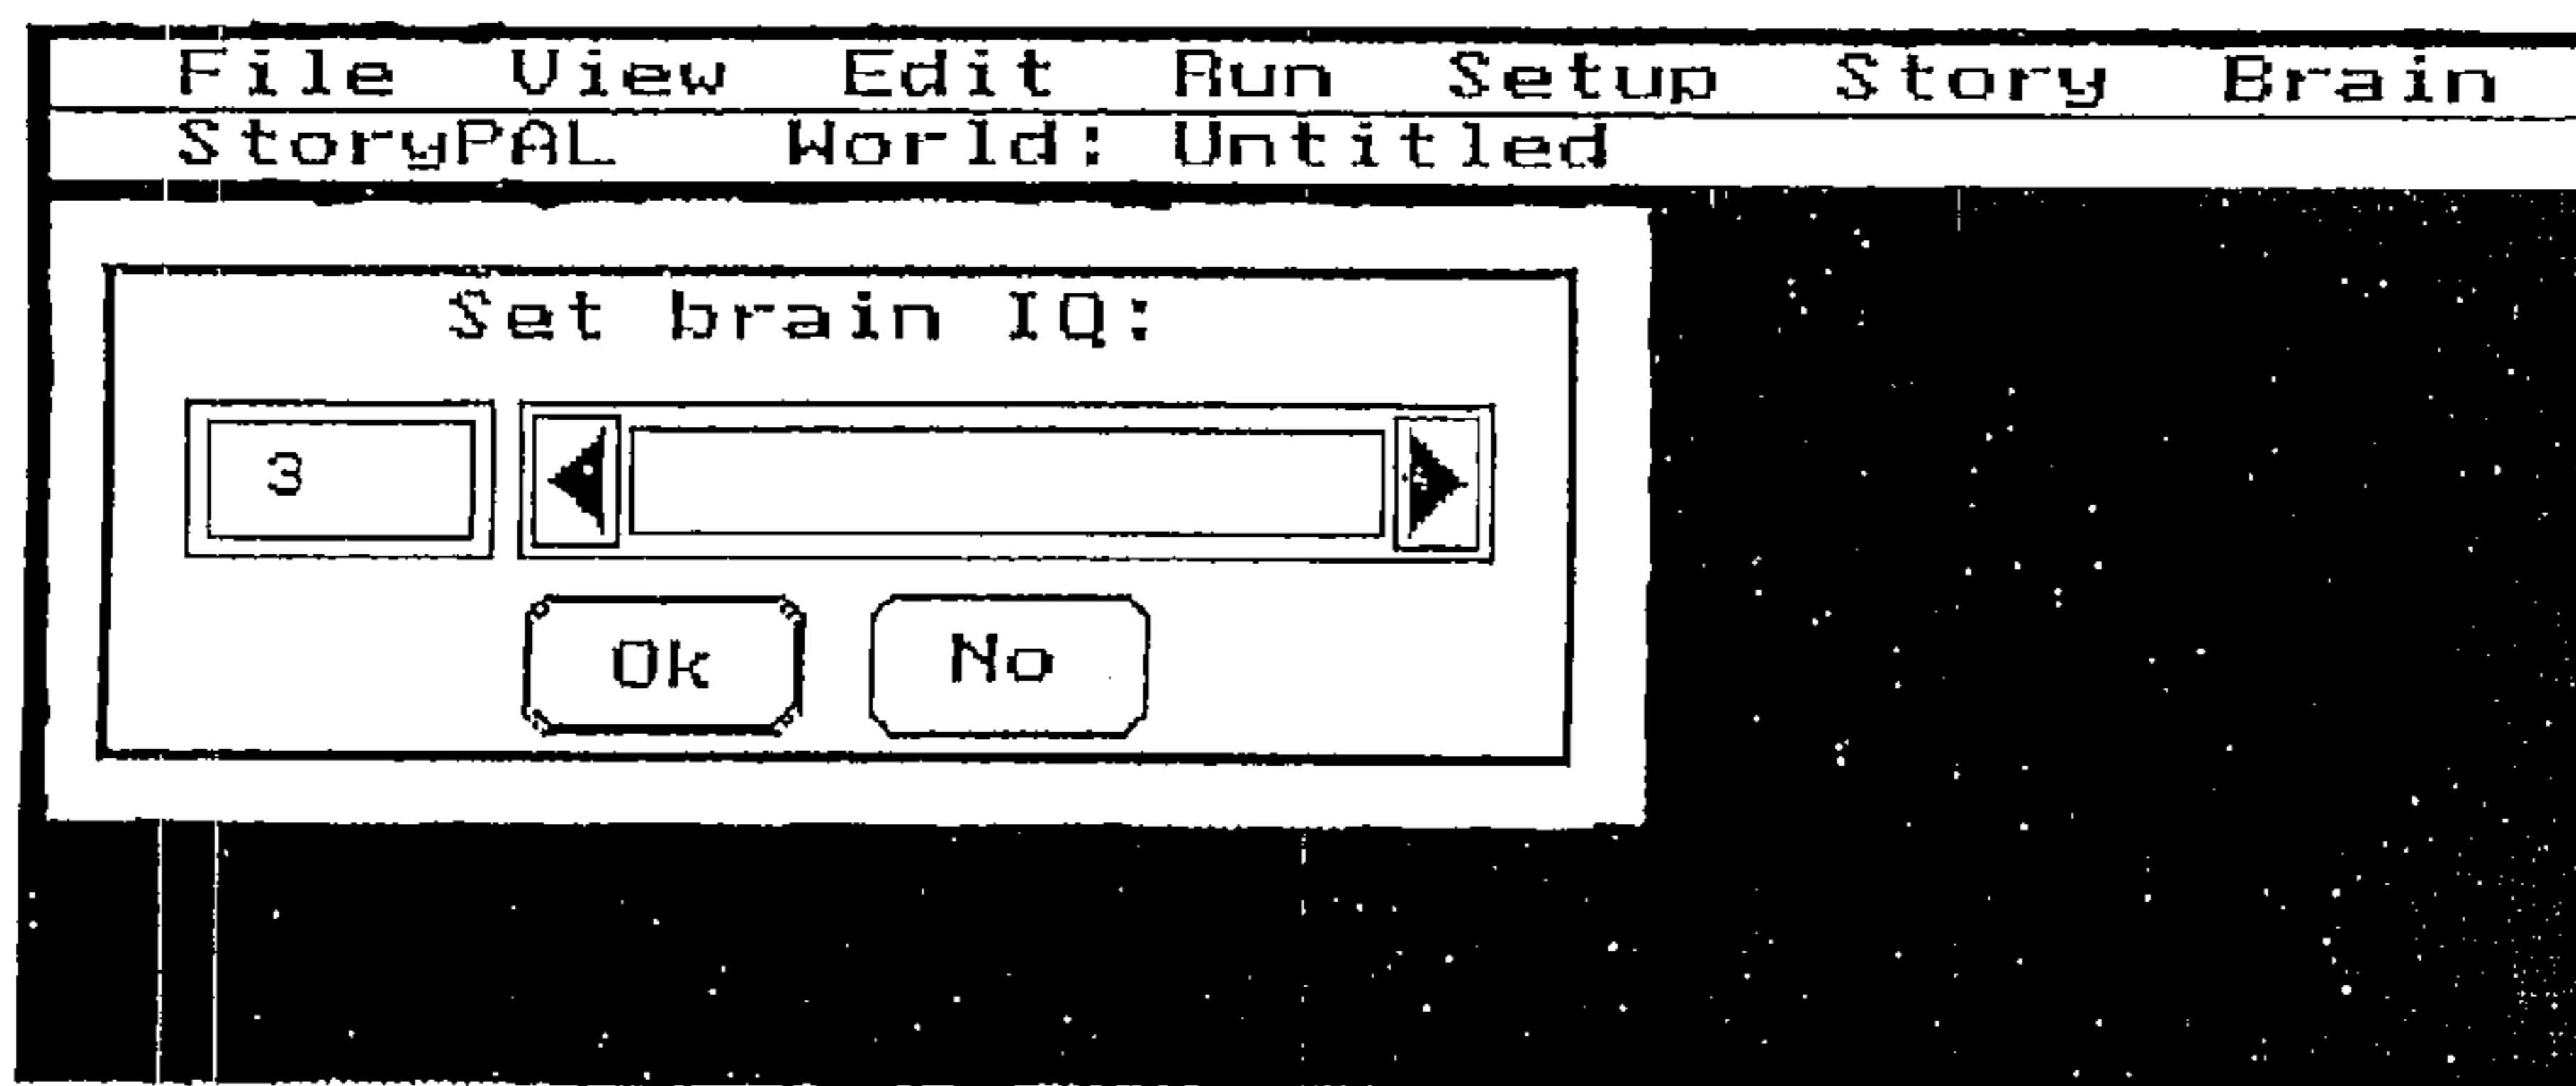 File View Edit Run Setup Story Brain
StoryPAL World: Untitled
Set brain IQ:
3
Ok No